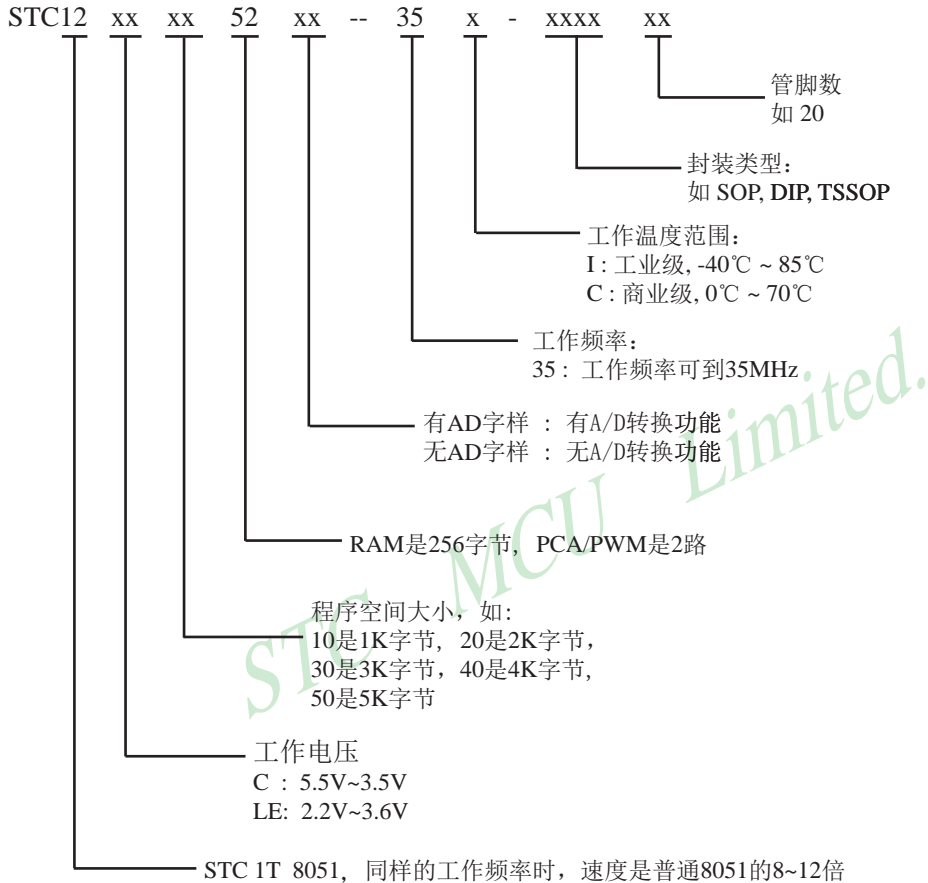 STC12 xx xx 52 xx -- 35 x - xxxx xx
管脚数
如 20
封装类型：
如 SOP, DIP, TSSOP
工作温度范围：
I : 工业级, -40℃ ~ 85℃
C : 商业级, 0℃ ~ 70℃
工作频率：
35 : 工作频率可到35MHz
有AD字样 : 有A/D转换功能
无AD字样 : 无A/D转换功能
RAM是256字节, PCA/PWM是2路
程序空间大小，如:
10是1K字节, 20是2K字节，
30是3K字节，40是4K字节,
50是5K字节
工作电压
C : 5.5V~3.5V
LE: 2.2V~3.6V
STC 1T 8051, 同样的工作频率时，速度是普通8051的8~12倍
STC MCU Limited.